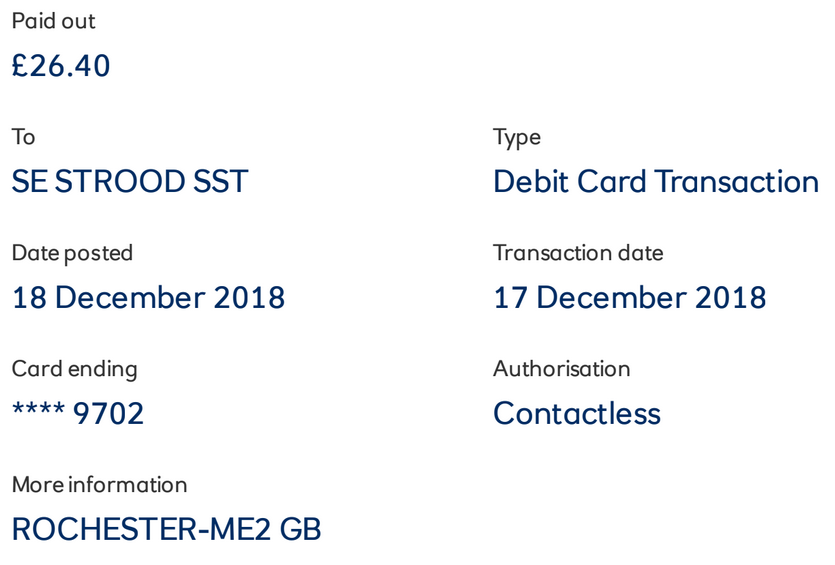 Paid out
£26.40
To
SE STROOD SST
Type
Debit Card Transaction
Date posted
18 December 2018
Transaction date
17 December 2018
Card ending
**** 9702
Authorisation
Contactless
More information
ROCHESTER-ME2 GB